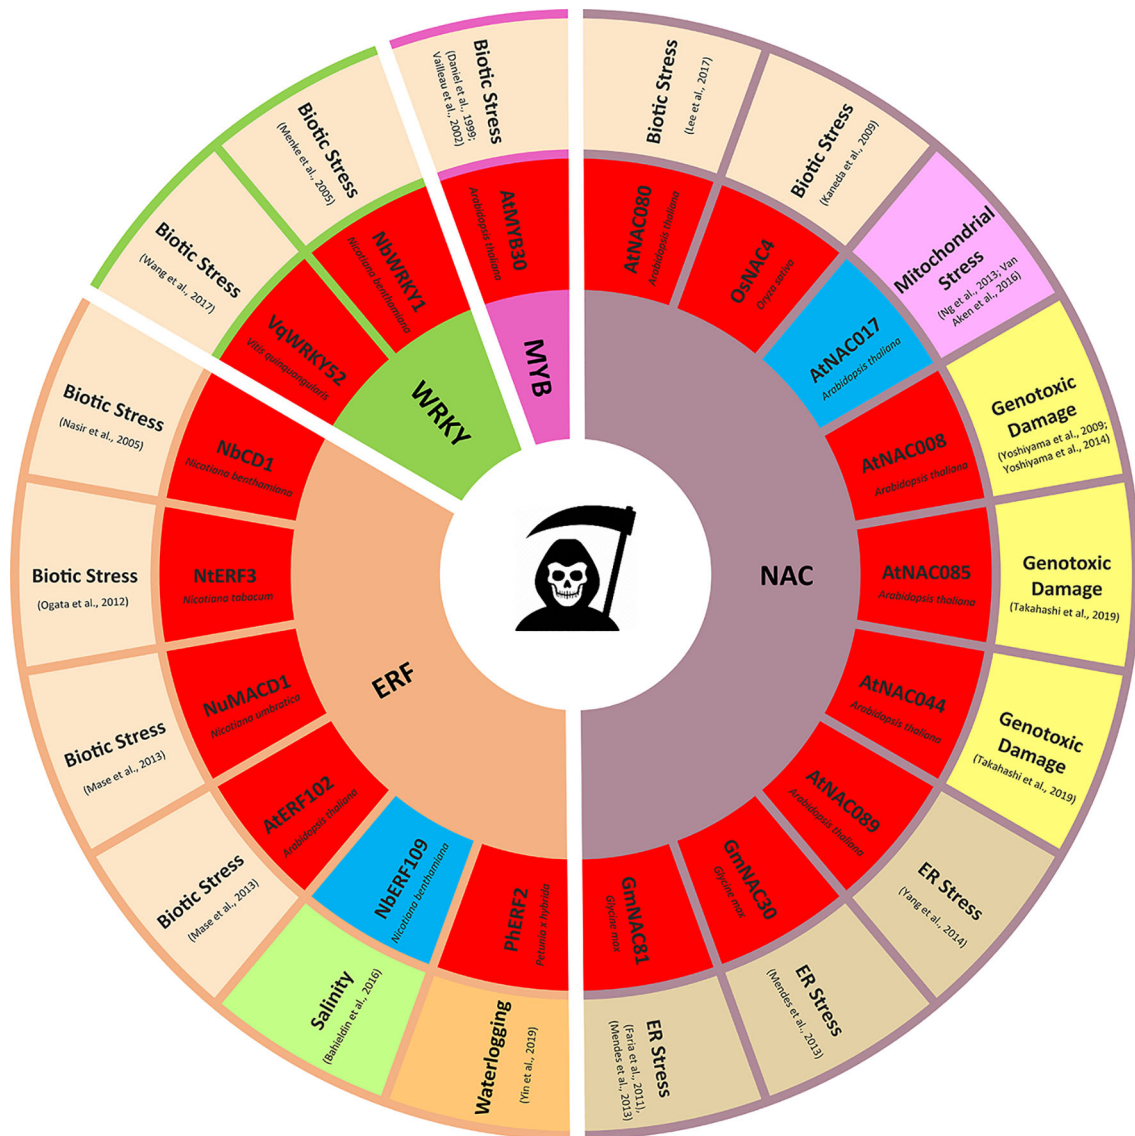 NAC
AtNAC080
Arabidopsis thaliana
Biotic Stress
(Lee et al., 2017)
OsNAC4
Oryza sativa
Biotic Stress
(Kaneda et al., 2009)
AtNAC017
Arabidopsis thaliana
Mitochondrial
Stress
(Ng et al., 2013; Van
Aken et al., 2016)
AtNAC008
Arabidopsis thaliana
Genotoxic
Damage
(Yoshiyama et al., 2009;
Yoshiyama et al., 2014)
AtNAC085
Arabidopsis thaliana
Genotoxic
Damage
(Takahashi et al., 2019)
AtNAC044
Arabidopsis thaliana
Genotoxic
Damage
(Takahashi et al., 2019)
AtNAC089
Arabidopsis thaliana
ER Stress
(Yang et al., 2014)
GmNAC30
Glycine max
ER Stress
(Mendes et al., 2013)
GmNAC81
Glycine max
ER Stress
(Faria et al., 2011),
(Mendes et al., 2013)
ERF
PhERF2
Petunia x hybrida
Waterlogging
(Yin et al., 2019)
NbERF109
Nicotiana benthamiana
Salinity
(Bahieldin et al., 2016)
AtERF102
Arabidopsis thaliana
Biotic Stress
(Mase et al., 2013)
NuMACD1
Nicotiana umbratica
Biotic Stress
(Mase et al., 2013)
NtERF3
Nicotiana tabacum
Biotic Stress
(Ogata et al., 2012)
NbCD1
Nicotiana benthamiana
Biotic Stress
(Nasir et al., 2005)
WRKY
VqWRKY52
Vitis quinquangularis
Biotic Stress
(Wang et al., 2017)
NbWRKY1
Nicotiana benthamiana
Biotic Stress
(Menke et al., 2005)
MYB
AtMYB30
Arabidopsis thaliana
Biotic Stress
(Daniel et al., 1999;
Vailleau et al., 2002)